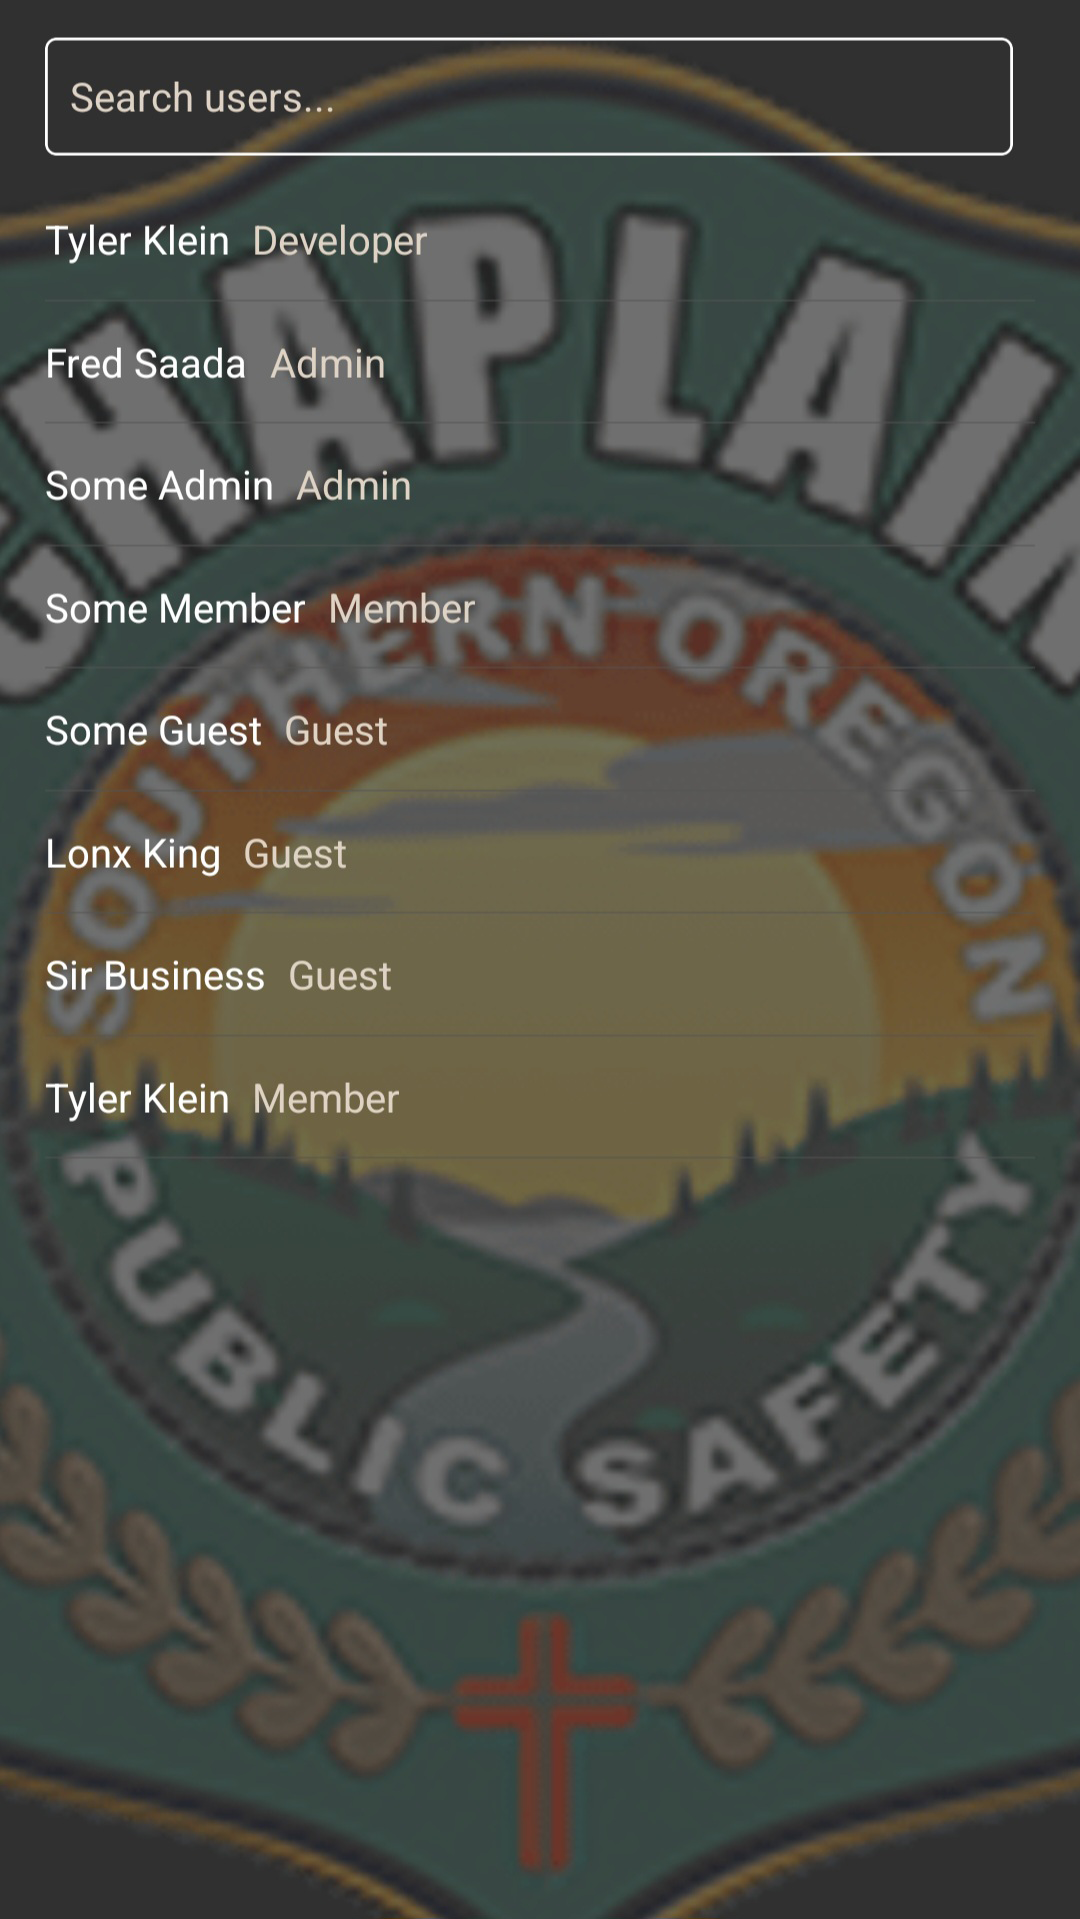 Search users...
Tyler Klein Developer
Fred Saada Admin
Some Admin Admin
Some Member Member
Some Guest Guest
Lonx King Guest
Sir Business Guest
Tyler Klein Member
CHAPLAIN
SOUTHERN OREGON
PUBLIC SAFETY